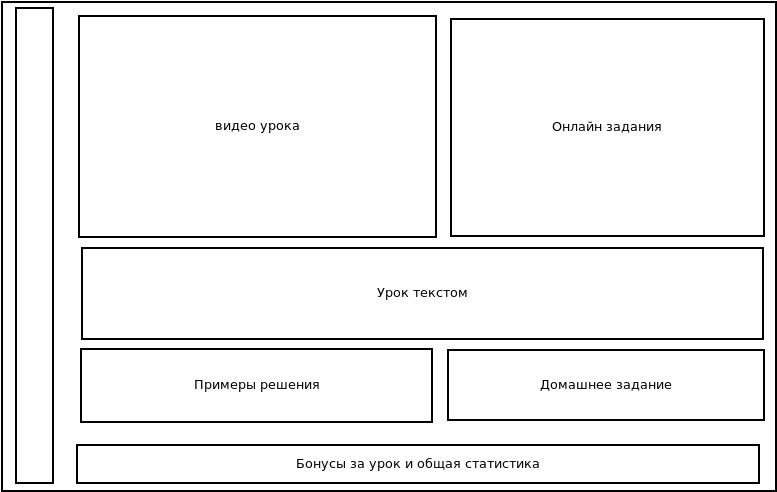 видео урока
Онлайн задания
Урок текстом
Примеры решения
Домашнее задание
Бонусы за урок и общая статистика